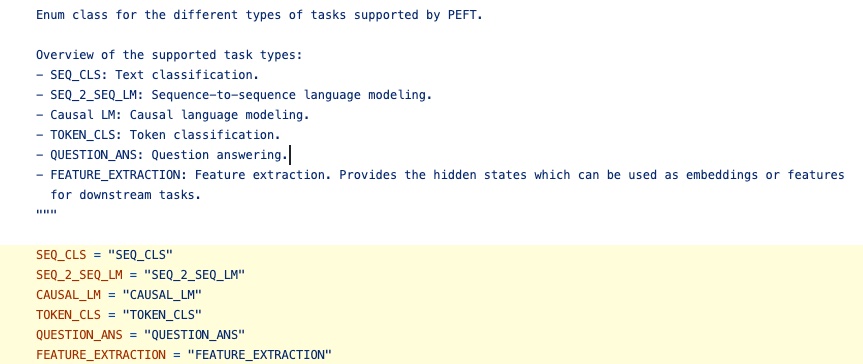 Enum class for the different types of tasks supported by PEFT.
Overview of the supported task types:
- SEQ_CLS: Text classification.
- SEQ_2_SEQ_LM: Sequence-to-sequence language modeling.
- Causal LM: Causal language modeling.
- TOKEN_CLS: Token classification.
- QUESTION_ANS: Question answering.
- FEATURE_EXTRACTION: Feature extraction. Provides the hidden states which can be used as embeddings or features
for downstream tasks.
"""
SEQ_CLS = "SEQ_CLS"
SEQ_2_SEQ_LM = "SEQ_2_SEQ_LM"
CAUSAL_LM = "CAUSAL_LM"
TOKEN_CLS = "TOKEN_CLS"
QUESTION_ANS = "QUESTION_ANS"
FEATURE_EXTRACTION = "FEATURE_EXTRACTION"